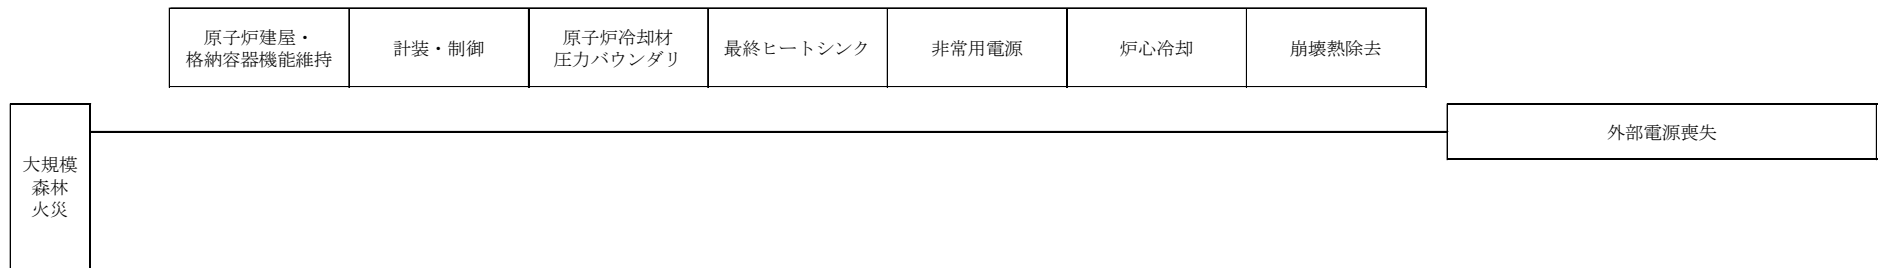 原子炉建屋・
格納容器機能維持
計装・制御
原子炉冷却材
圧力バウンダリ
最終ヒートシンク
非常用電源
炉心冷却
崩壊熱除去
大規模
森林
火災
外部電源喪失